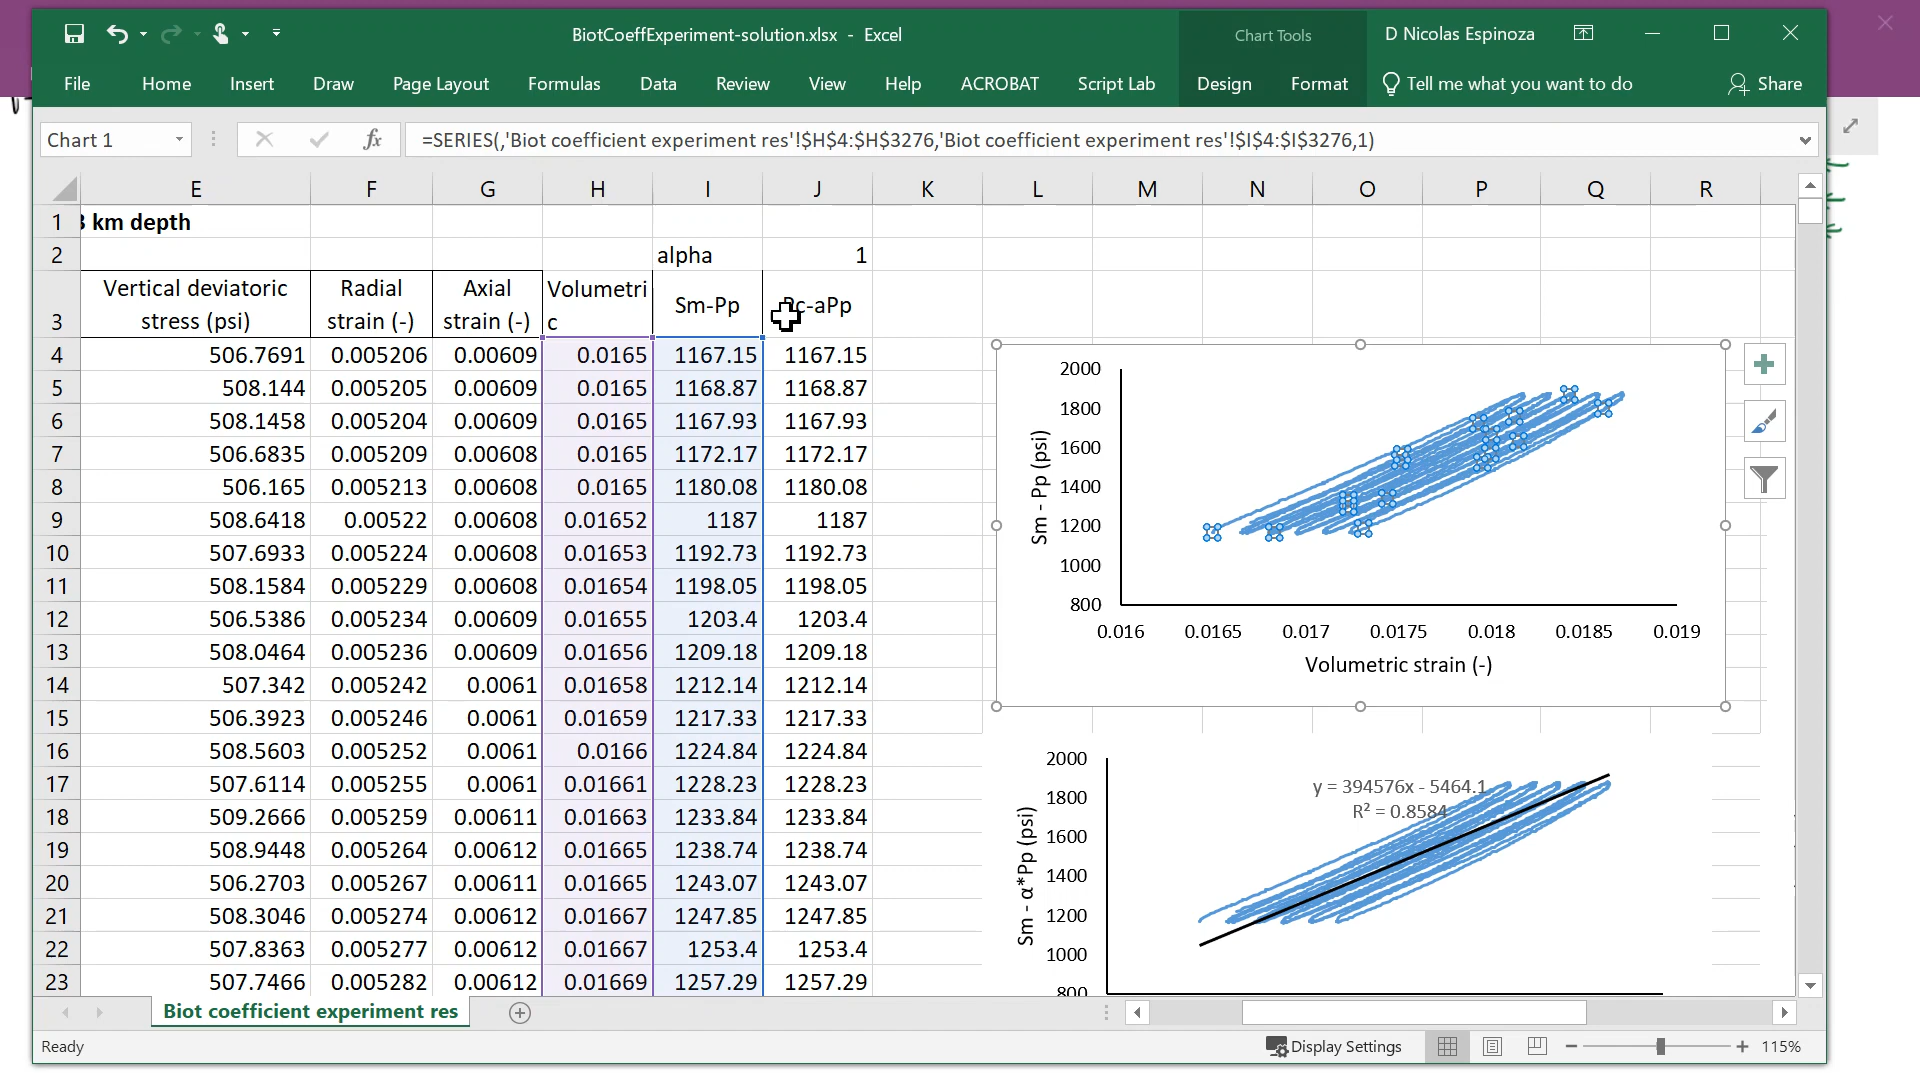 BiotCoeffExperiment-solution.xlsx - Excel
Chart Tools
D Nicolas Espinoza
File Home Insert Draw Page Layout Formulas Data Review View Help ACROBAT Script Lab Design Format Tell me what you want to do Share
Chart 1 fx =SERIES(,'Biot coefficient experiment res'!$H$4:$H$3276,'Biot coefficient experiment res'!$I$4:$I$3276,1)
E F G H I J K L M N O P Q R
1 km depth
2 alpha 1
Vertical deviatoric Radial Axial Volumetri
3 stress (psi) strain (-) strain (-) c Sm-Pp Pc-aPp
4 506.7691 0.005206 0.00609 0.0165 1167.15 1167.15
5 508.144 0.005205 0.00609 0.0165 1168.87 1168.87
6 508.1458 0.005204 0.00609 0.0165 1167.93 1167.93
7 506.6835 0.005209 0.00608 0.0165 1172.17 1172.17
8 506.165 0.005213 0.00608 0.0165 1180.08 1180.08
9 508.6418 0.00522 0.00608 0.01652 1187 1187
10 507.6933 0.005224 0.00608 0.01653 1192.73 1192.73
11 508.1584 0.005229 0.00608 0.01654 1198.05 1198.05
12 506.5386 0.005234 0.00609 0.01655 1203.4 1203.4
13 508.0464 0.005236 0.00609 0.01656 1209.18 1209.18
14 507.342 0.005242 0.0061 0.01658 1212.14 1212.14
15 506.3923 0.005246 0.0061 0.01659 1217.33 1217.33
16 508.5603 0.005252 0.0061 0.0166 1224.84 1224.84
17 507.6114 0.005255 0.0061 0.01661 1228.23 1228.23
18 509.2666 0.005259 0.00611 0.01663 1233.84 1233.84
19 508.9448 0.005264 0.00612 0.01665 1238.74 1238.74
20 506.2703 0.005267 0.00611 0.01665 1243.07 1243.07
21 508.3046 0.005274 0.00612 0.01667 1247.85 1247.85
22 507.8363 0.005277 0.00612 0.01667 1253.4 1253.4
23 507.7466 0.005282 0.00612 0.01669 1257.29 1257.29
Sm - Pp (psi)
2000
1800
1600
1400
1200
1000
800
0.016 0.0165 0.017 0.0175 0.018 0.0185 0.019
Volumetric strain (-)
Sm - α*Pp (psi)
2000
1800
1600
1400
1200
1000
800
y = 394576x - 5464.1
R² = 0.8584
Biot coefficient experiment res
Ready Display Settings 115%